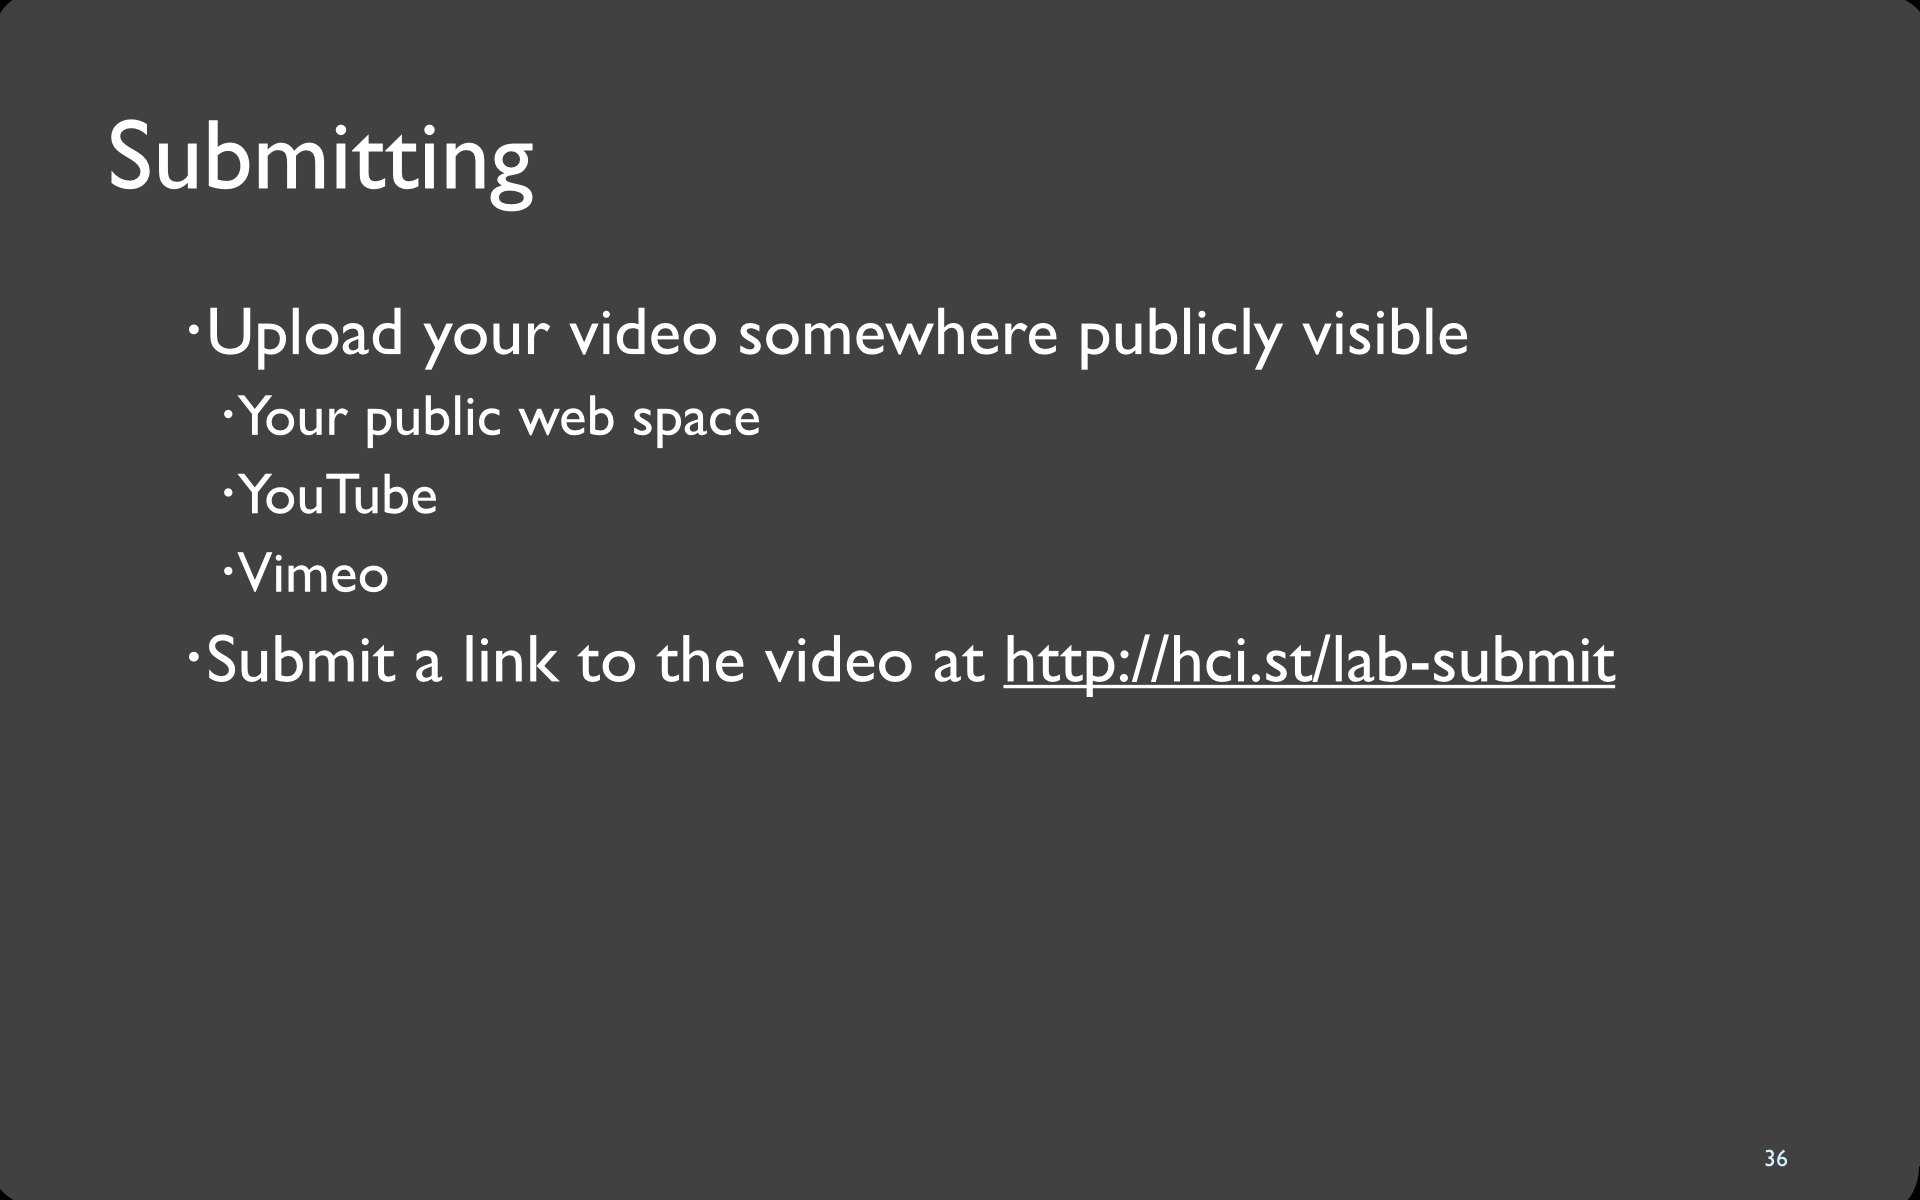 Submitting
·Upload your video somewhere publicly visible
·Your public web space
·YouTube
·Vimeo
·Submit a link to the video at http://hci.st/lab-submit
36